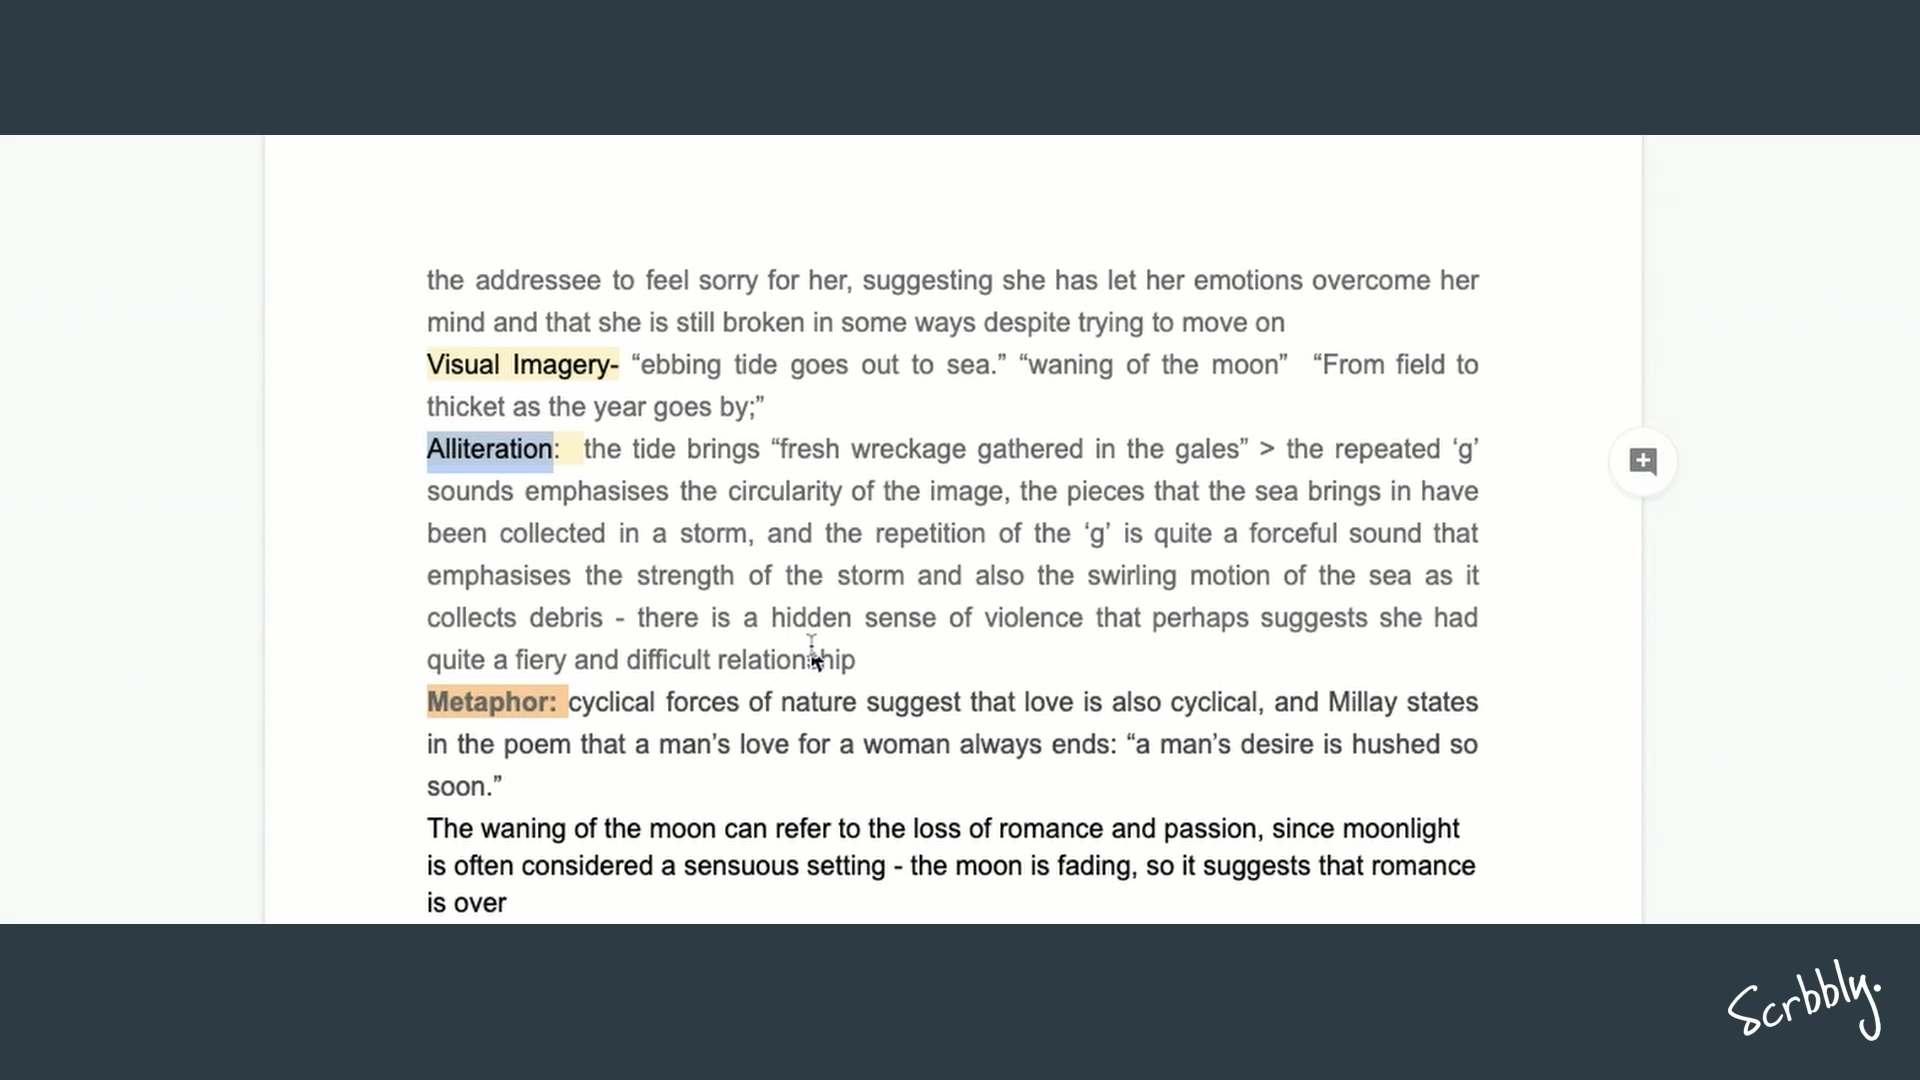 the addressee to feel sorry for her, suggesting she has let her emotions overcome her
mind and that she is still broken in some ways despite trying to move on
Visual Imagery- “ebbing tide goes out to sea.” “waning of the moon”  “From field to
thicket as the year goes by;”
Alliteration:  the tide brings “fresh wreckage gathered in the gales” > the repeated ‘g’
sounds emphasises the circularity of the image, the pieces that the sea brings in have
been collected in a storm, and the repetition of the ‘g’ is quite a forceful sound that
emphasises the strength of the storm and also the swirling motion of the sea as it
collects debris - there is a hidden sense of violence that perhaps suggests she had
quite a fiery and difficult relationship
Metaphor: cyclical forces of nature suggest that love is also cyclical, and Millay states
in the poem that a man’s love for a woman always ends: “a man’s desire is hushed so
soon.”
The waning of the moon can refer to the loss of romance and passion, since moonlight
is often considered a sensuous setting - the moon is fading, so it suggests that romance
is over
Scrbbly.